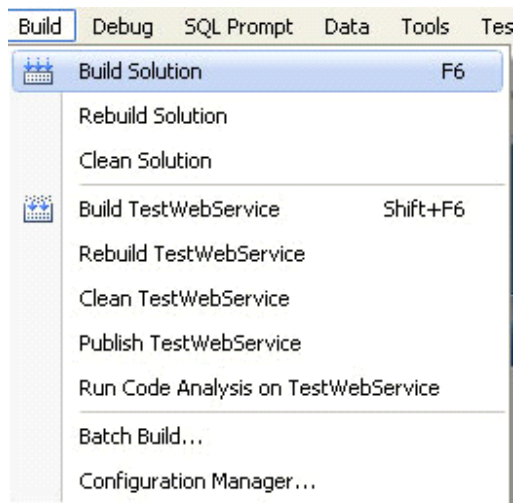 Build Debug SQL Prompt Data Tools Tes
Build Solution F6
Rebuild Solution
Clean Solution
Build TestWebService Shift+F6
Rebuild TestWebService
Clean TestWebService
Publish TestWebService
Run Code Analysis on TestWebService
Batch Build...
Configuration Manager...